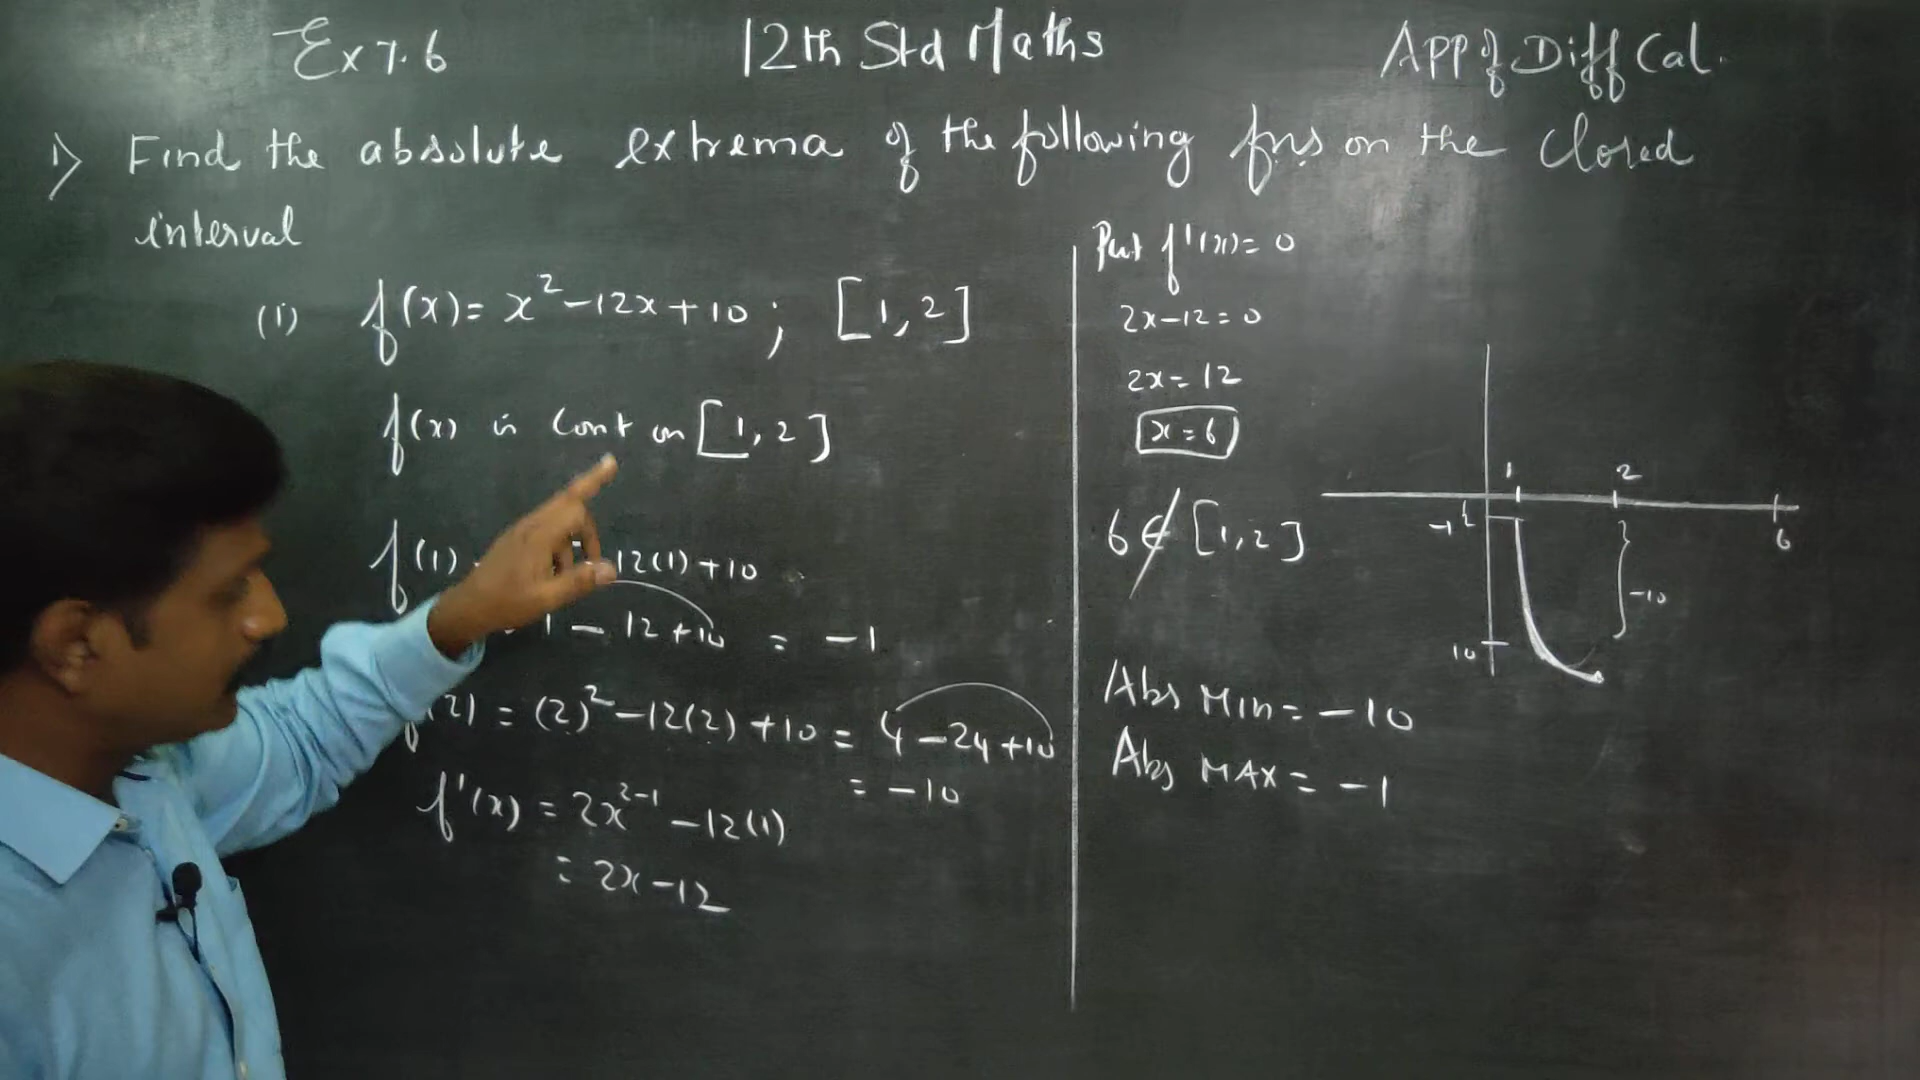 Ex 7.6
12th Std Maths
APP of Diff Cal.
1) Find the absolute extrema of the following fns on the Closed
interval
(i) f(x) = x² - 12x + 10 ; [1, 2]
f(x) is Cont on [1, 2]
f(1) 12(1) + 10
= 1 - 12 + 10 = -1
(2) = (2)² - 12(2) + 10 = 4 - 24 + 10
= -10
f'(x) = 2x²⁻¹ - 12(1)
= 2x - 12
Put f'(x) = 0
2x - 12 = 0
2x = 12
x = 6
6 ∉ [1, 2]
Abs Min = -10
Abs MAX = -1
1 2
-1 6
-10
10